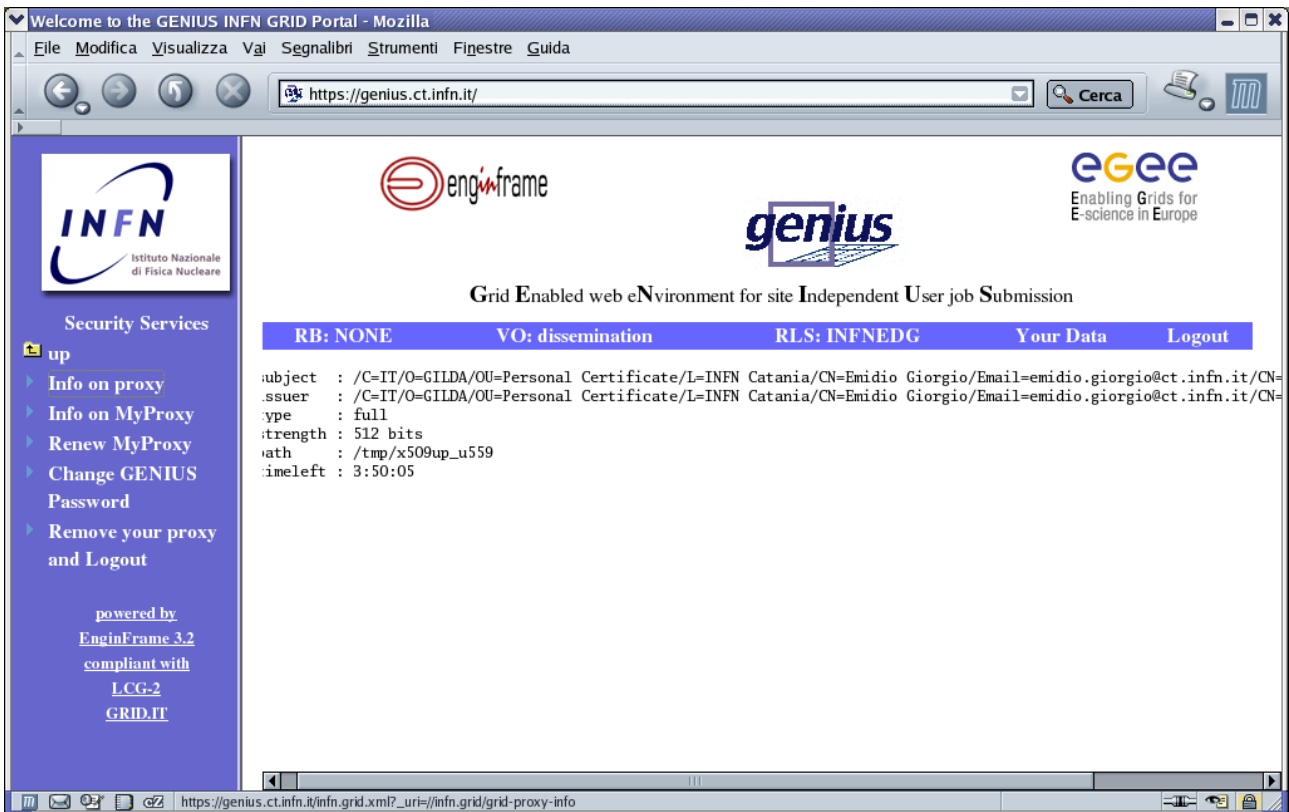 Welcome to the GENIUS INFN GRID Portal - Mozilla
File Modifica Visualizza Vai Segnalibri Strumenti Finestre Guida
https://genius.ct.infn.it/ Cerca
INFN
Istituto Nazionale
di Fisica Nucleare
enginframe
genius
egee
Enabling Grids for
E-science in Europe
Grid Enabled web eNvironment for site Independent User job Submission
RB: NONE VO: dissemination RLS: INFNEDG Your Data Logout
Security Services
up
Info on proxy
Info on MyProxy
Renew MyProxy
Change GENIUS
Password
Remove your proxy
and Logout
powered by
EnginFrame 3.2
compliant with
LCG-2
GRID.IT
subject : /C=IT/O=GILDA/OU=Personal Certificate/L=INFN Catania/CN=Emidio Giorgio/Email=emidio.giorgio@ct.infn.it/CN=
issuer : /C=IT/O=GILDA/OU=Personal Certificate/L=INFN Catania/CN=Emidio Giorgio/Email=emidio.giorgio@ct.infn.it/CN=
type : full
strength : 512 bits
path : /tmp/x509up_u559
timeleft : 3:50:05
https://genius.ct.infn.it/infn.grid.xml?_uri=//infn.grid/grid-proxy-info